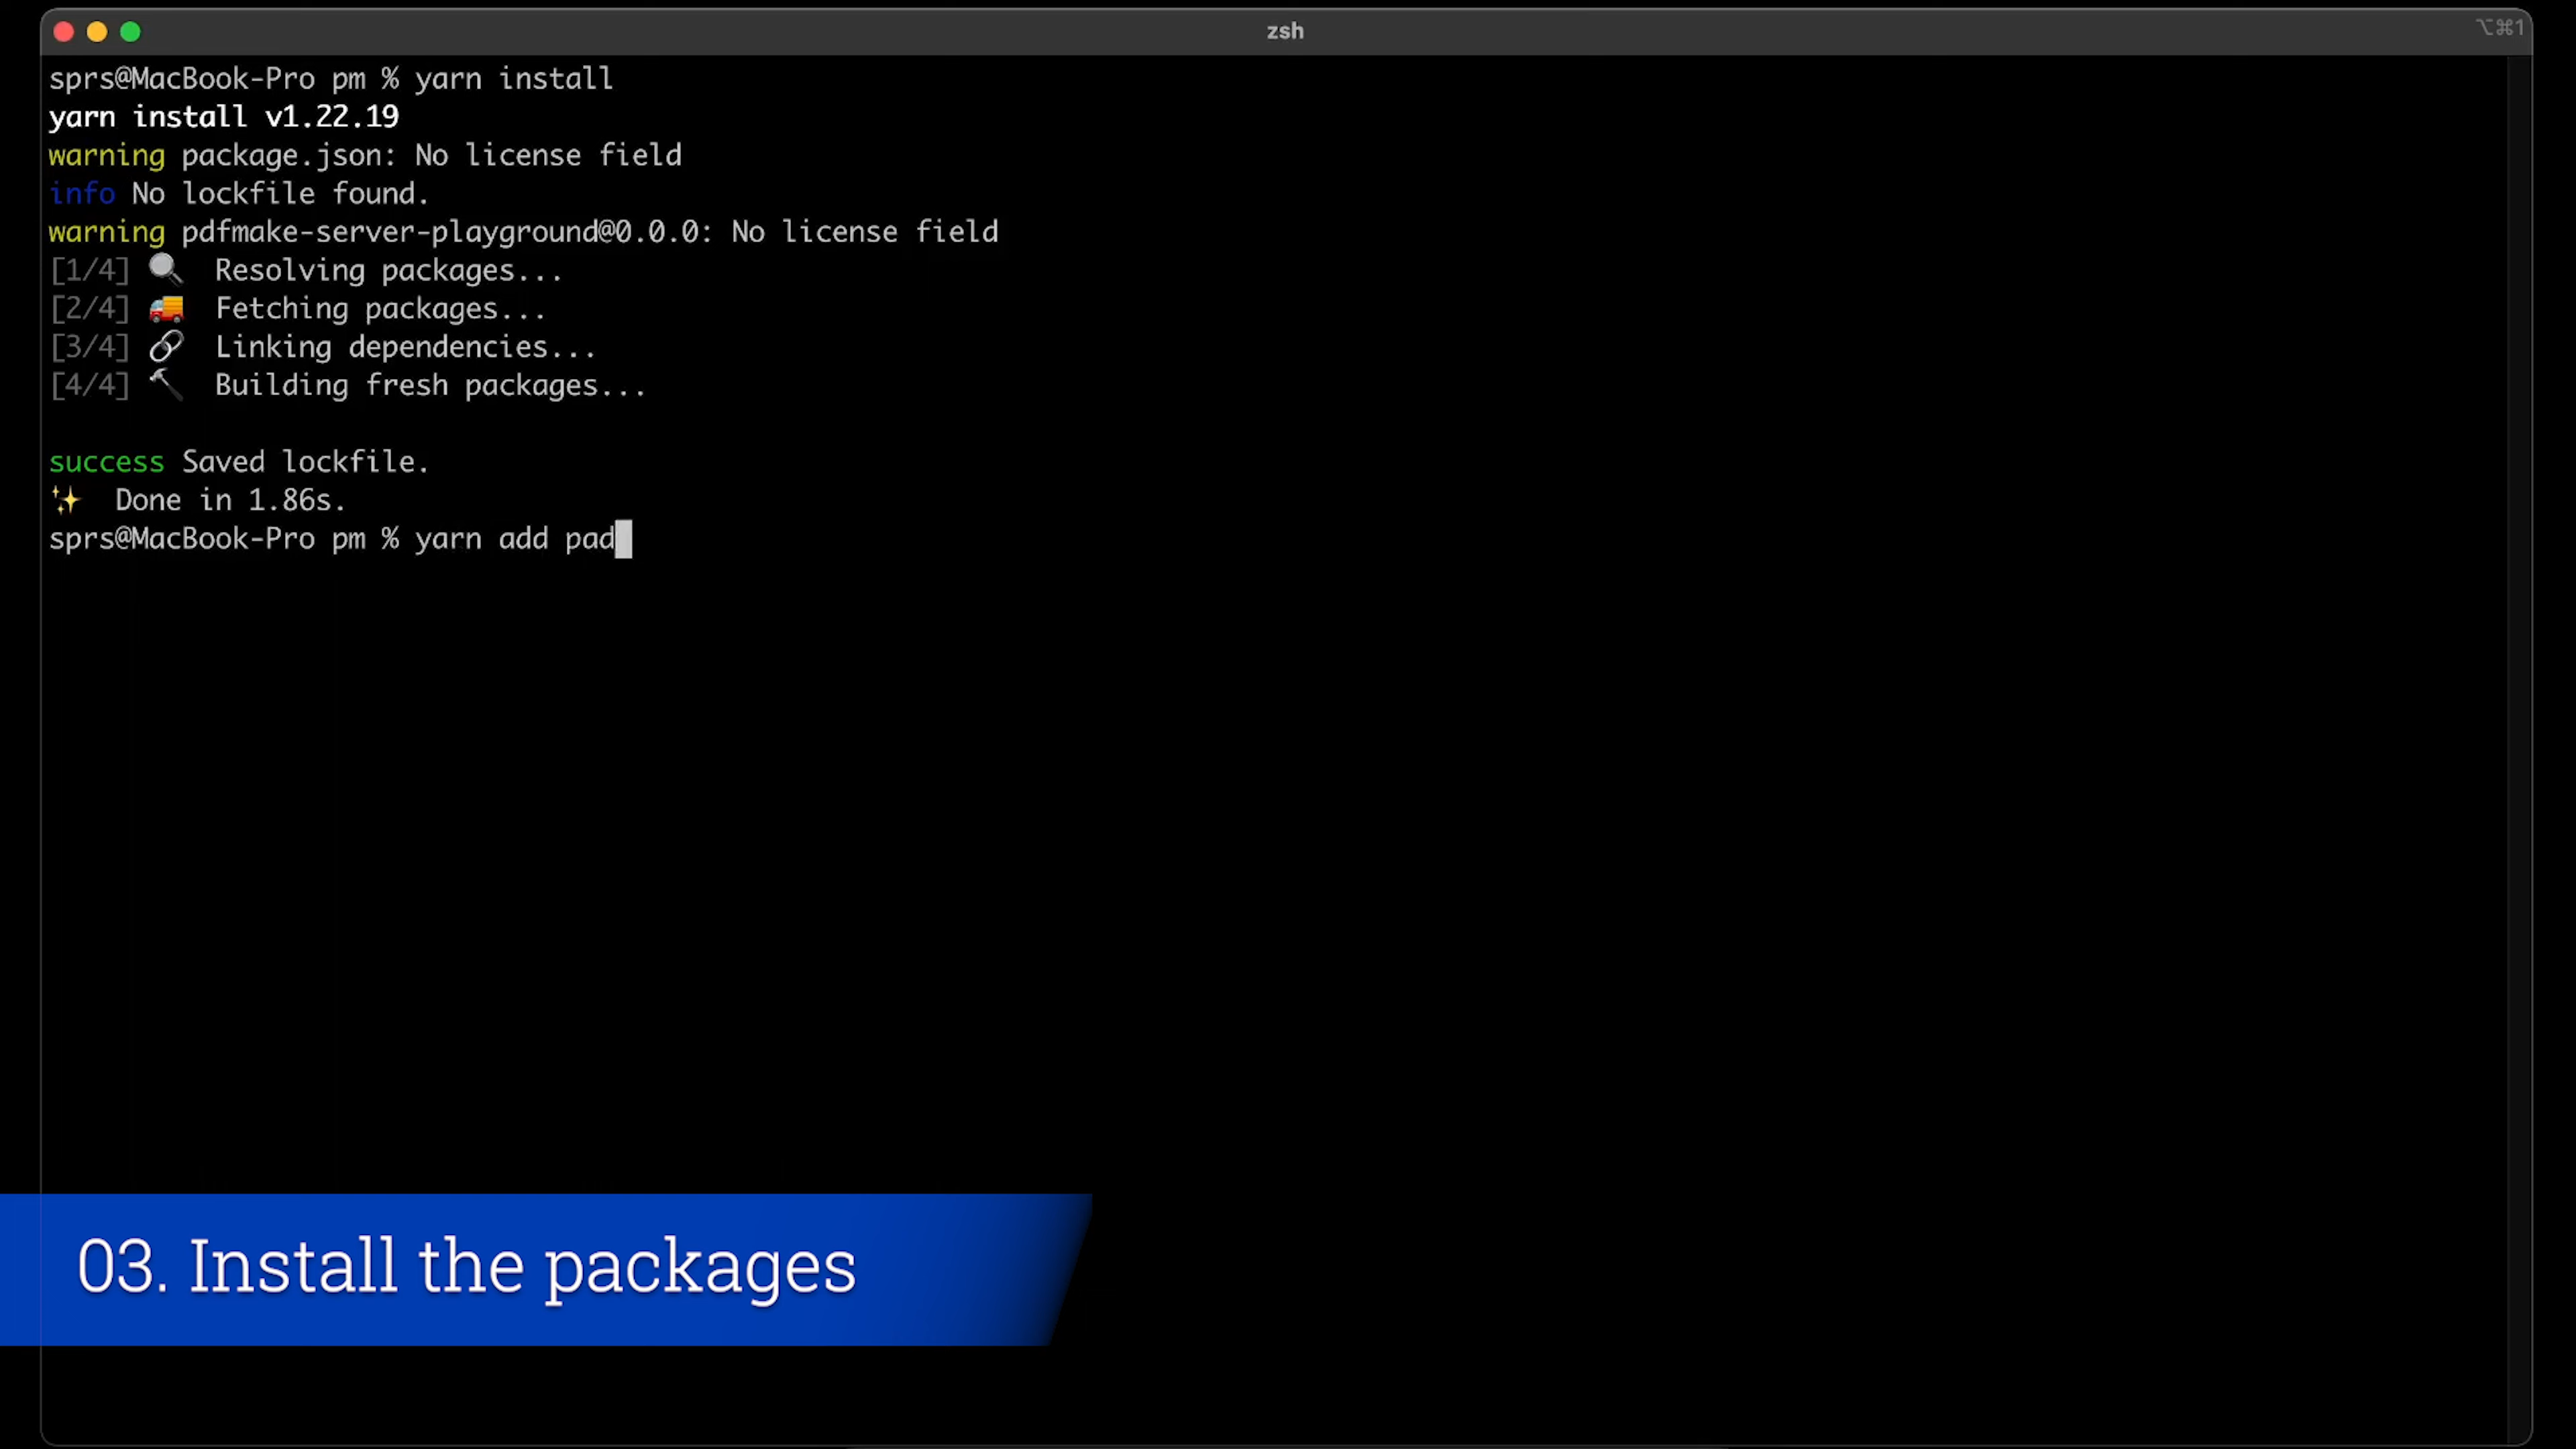 zsh
⌥⌘1
sprs@MacBook-Pro pm % yarn install
yarn install v1.22.19
warning package.json: No license field
info No lockfile found.
warning pdfmake-server-playground@0.0.0: No license field
[1/4] 🔍 Resolving packages...
[2/4] 🚚 Fetching packages...
[3/4] 🔗 Linking dependencies...
[4/4] 🔨 Building fresh packages...
success Saved lockfile.
✨ Done in 1.86s.
sprs@MacBook-Pro pm % yarn add pad
03. Install the packages